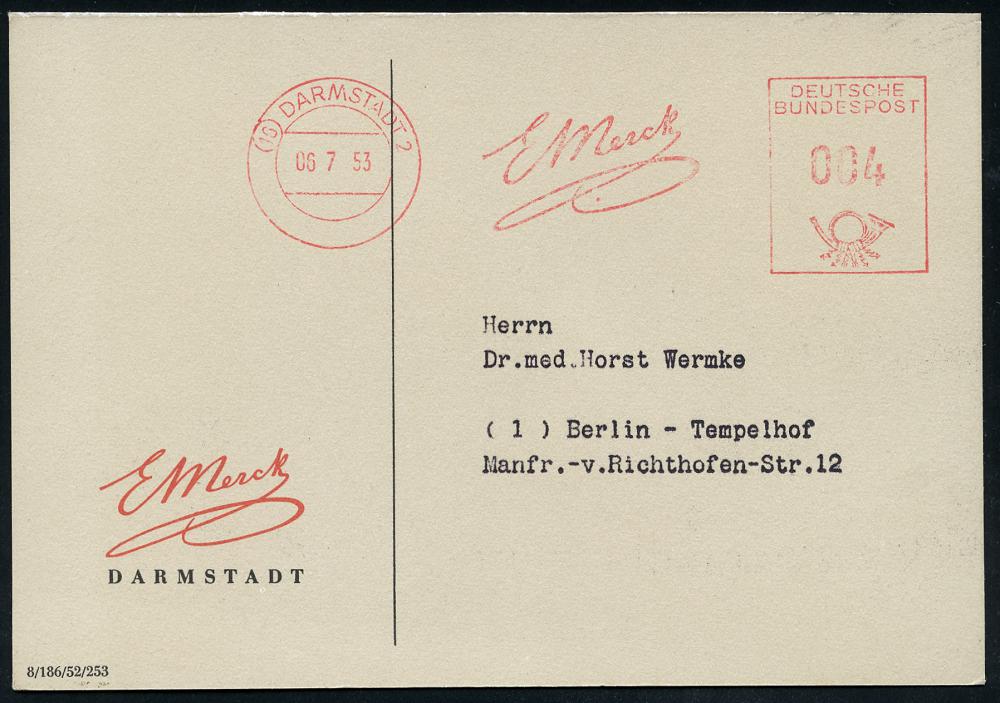 (16) DARMSTADT 2
06 7 53
E Merck
DEUTSCHE
BUNDESPOST
004
Herrn
Dr.med.Horst Wermke
( 1 ) Berlin - Tempelhof
Manfr.-v.Richthofen-Str.12
E Merck
DARMSTADT
8/186/52/253